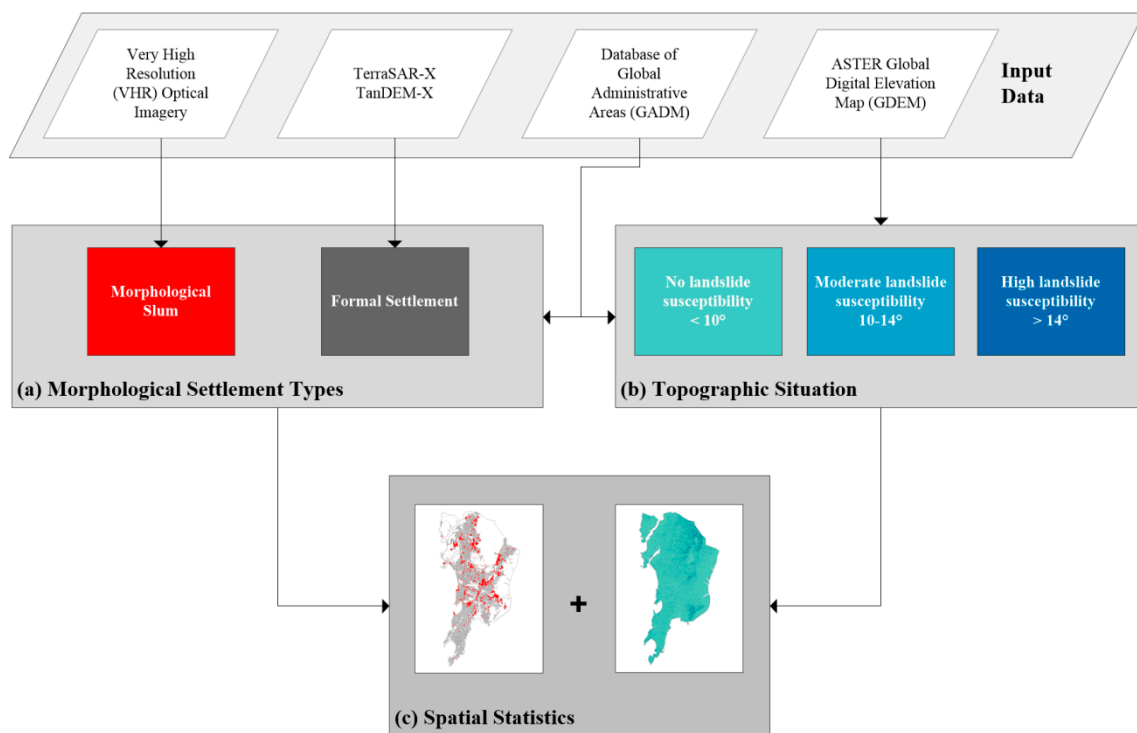 Very High
Resolution
(VHR) Optical
Imagery
TerraSAR-X
TanDEM-X
Database of
Global
Administrative
Areas (GADM)
ASTER Global
Digital Elevation
Map (GDEM)
Input
Data
Morphological
Slum
Formal Settlement
(a) Morphological Settlement Types
No landslide
susceptibility
< 10°
Moderate landslide
susceptibility
10-14°
High landslide
susceptibility
> 14°
(b) Topographic Situation
+
(c) Spatial Statistics